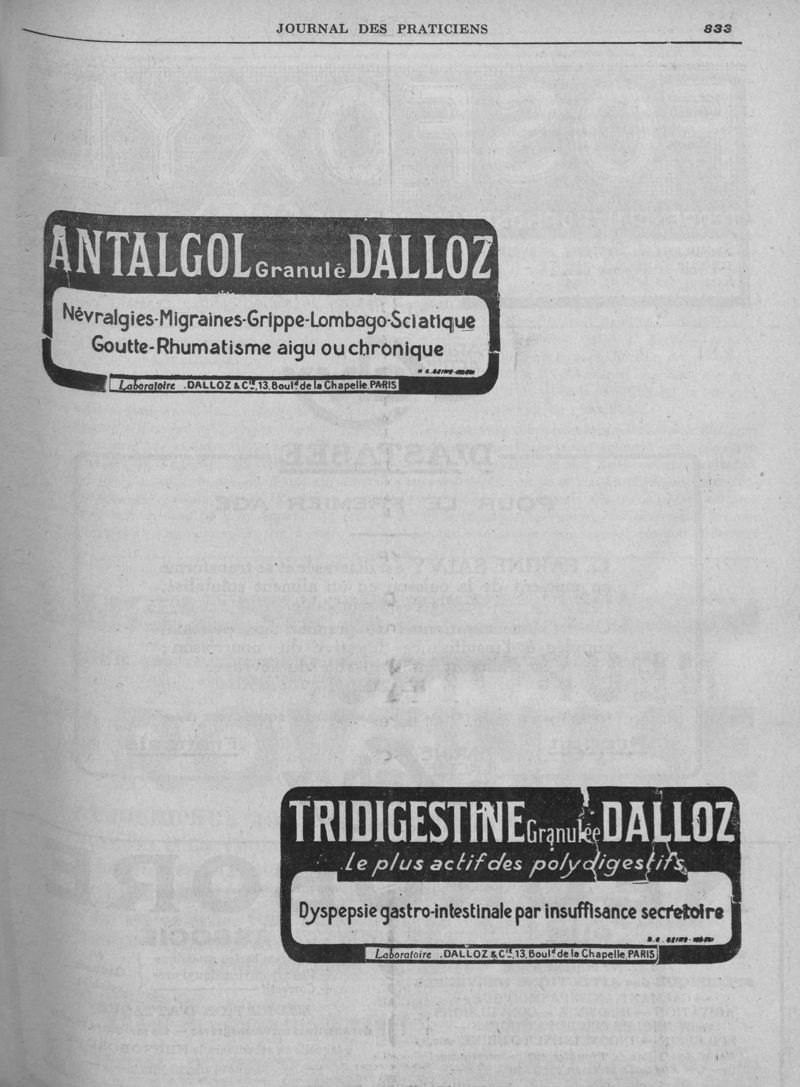 JOURNAL DES PRATICIENS 833
ANTALGOL Granulé DALLOZ
Névralgies-Migraines-Grippe-Lombago-Sciatique
Goutte-Rhumatisme aigu ou chronique
Laboratoire .DALLOZ & Cie,13.Bould de la Chapelle.PARIS
TRIDIGESTINE Granulée DALLOZ
Le plus actif des polydigestifs
Dyspepsie gastro-intestinale par insuffisance secretoire
Laboratoire .DALLOZ & Cie,13.Bould de la Chapelle.PARIS